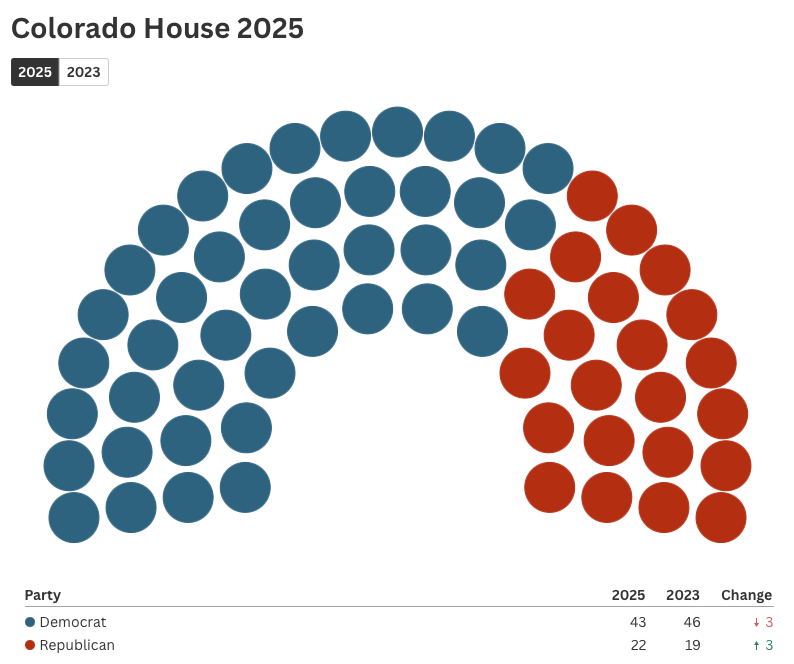 Colorado House 2025
2025 2023
Party 2025 2023 Change
Democrat 43 46 ↓ 3
Republican 22 19 ↑ 3